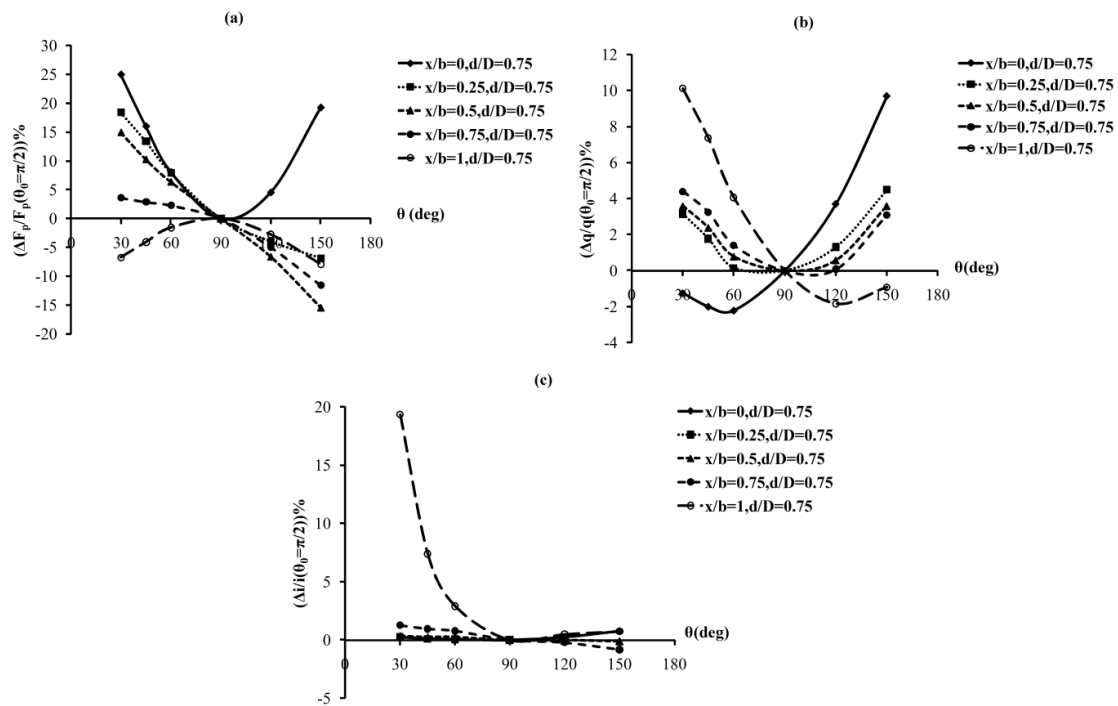 (a)
(ΔFp/Fp(θ0=π/2))%
30
25
20
15
10
5
0
-5
-10
-15
-20
0 30 60 90 120 150 180
θ (deg)
x/b=0,d/D=0.75
x/b=0.25,d/D=0.75
x/b=0.5,d/D=0.75
x/b=0.75,d/D=0.75
x/b=1,d/D=0.75
(b)
(Δq/q(θ0=π/2))%
12
10
8
6
4
2
0
-2
-4
0 30 60 90 120 150 180
θ(deg)
x/b=0,d/D=0.75
x/b=0.25,d/D=0.75
x/b=0.5,d/D=0.75
x/b=0.75,d/D=0.75
x/b=1,d/D=0.75
(c)
(Δi/i(θ0=π/2))%
20
15
10
5
0
-5
0 30 60 90 120 150 180
θ(deg)
x/b=0,d/D=0.75
x/b=0.25,d/D=0.75
x/b=0.5,d/D=0.75
x/b=0.75,d/D=0.75
x/b=1,d/D=0.75